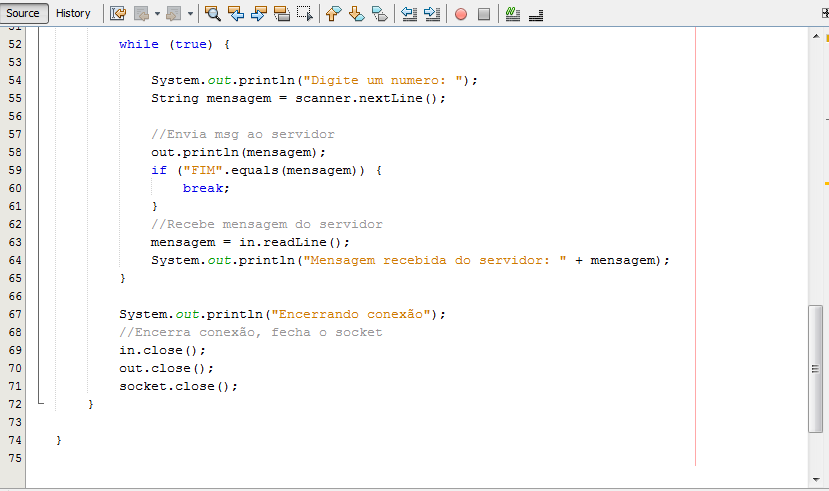 Source History
51
52 while (true) {
53
54 System.out.println("Digite um numero: ");
55 String mensagem = scanner.nextLine();
56
57 //Envia msg ao servidor
58 out.println(mensagem);
59 if ("FIM".equals(mensagem)) {
60 break;
61 }
62 //Recebe mensagem do servidor
63 mensagem = in.readLine();
64 System.out.println("Mensagem recebida do servidor: " + mensagem);
65 }
66
67 System.out.println("Encerrando conexão");
68 //Encerra conexão, fecha o socket
69 in.close();
70 out.close();
71 socket.close();
72 }
73
74 }
75